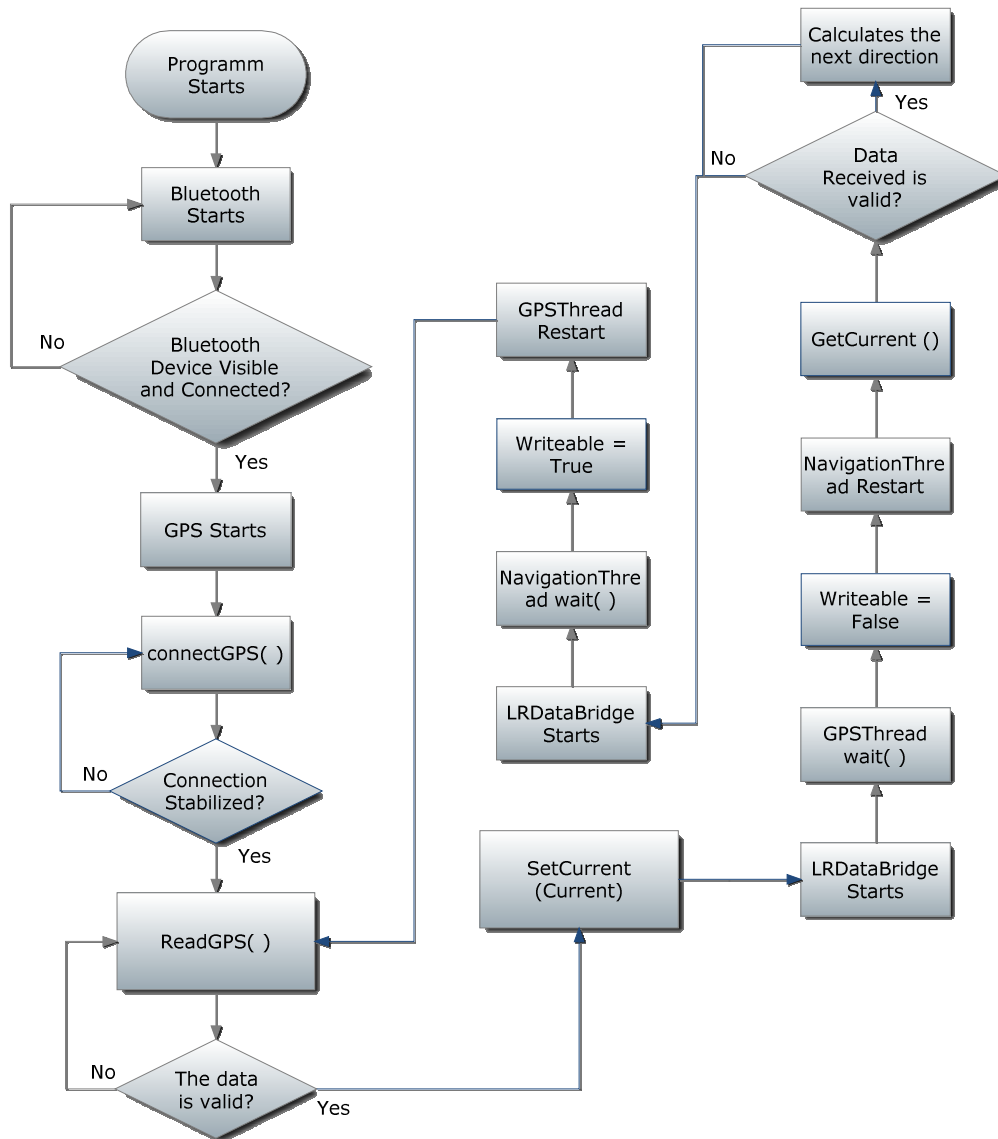 Programm
Starts
Bluetooth
Starts
No
Bluetooth
Device Visible
and Connected?
Yes
GPS Starts
connectGPS( )
No
Connection
Stabilized?
Yes
ReadGPS( )
No
The data
is valid?
Yes
GPSThread
Restart
Writeable =
True
NavigationThre
ad wait( )
LRDataBridge
Starts
SetCurrent
(Current)
Calculates the
next direction
Yes
No
Data
Received is
valid?
GetCurrent ()
NavigationThre
ad Restart
Writeable =
False
GPSThread
wait( )
LRDataBridge
Starts